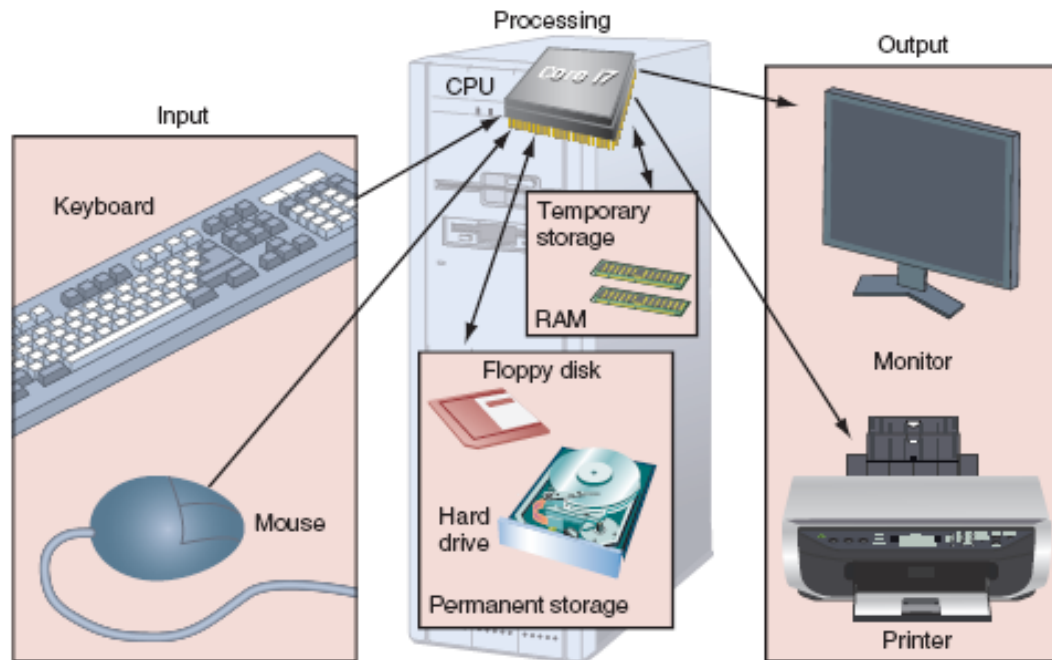 Processing
Output
CPU
Core i7
Input
Keyboard
Temporary
storage
RAM
Monitor
Floppy disk
Mouse
Hard
drive
Permanent storage
Printer